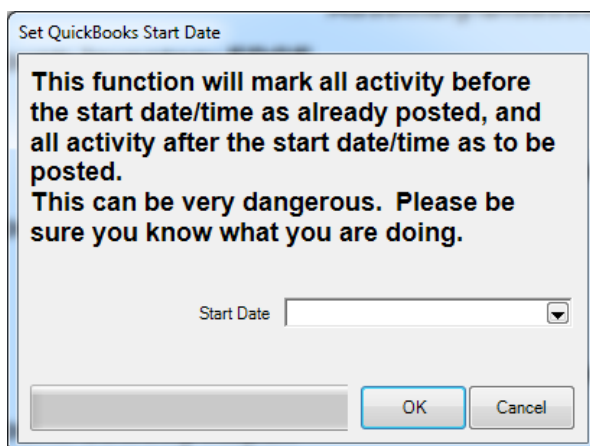 Set QuickBooks Start Date
This function will mark all activity before
the start date/time as already posted, and
all activity after the start date/time as to be
posted.
This can be very dangerous.  Please be
sure you know what you are doing.
Start Date
OK Cancel